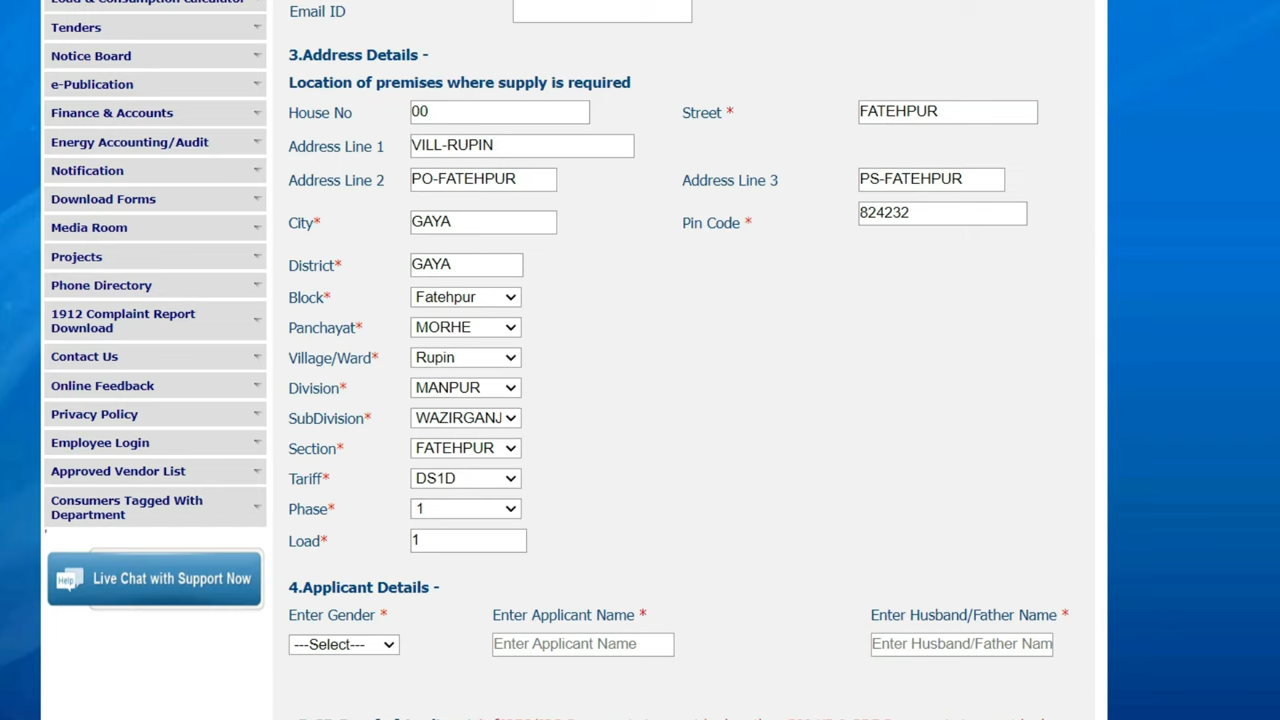 Load & Consumption Calculator
Tenders
Notice Board
e-Publication
Finance & Accounts
Energy Accounting/Audit
Notification
Download Forms
Media Room
Projects
Phone Directory
1912 Complaint Report
Download
Contact Us
Online Feedback
Privacy Policy
Employee Login
Approved Vendor List
Consumers Tagged With
Department
Help Live Chat with Support Now
Email ID
3.Address Details -
Location of premises where supply is required
House No 00 Street * FATEHPUR
Address Line 1 VILL-RUPIN
Address Line 2 PO-FATEHPUR Address Line 3 PS-FATEHPUR
City* GAYA Pin Code * 824232
District* GAYA
Block* Fatehpur
Panchayat* MORHE
Village/Ward* Rupin
Division* MANPUR
SubDivision* WAZIRGANJ
Section* FATEHPUR
Tariff* DS1D
Phase* 1
Load* 1
4.Applicant Details -
Enter Gender * Enter Applicant Name * Enter Husband/Father Name *
---Select--- Enter Applicant Name Enter Husband/Father Nam